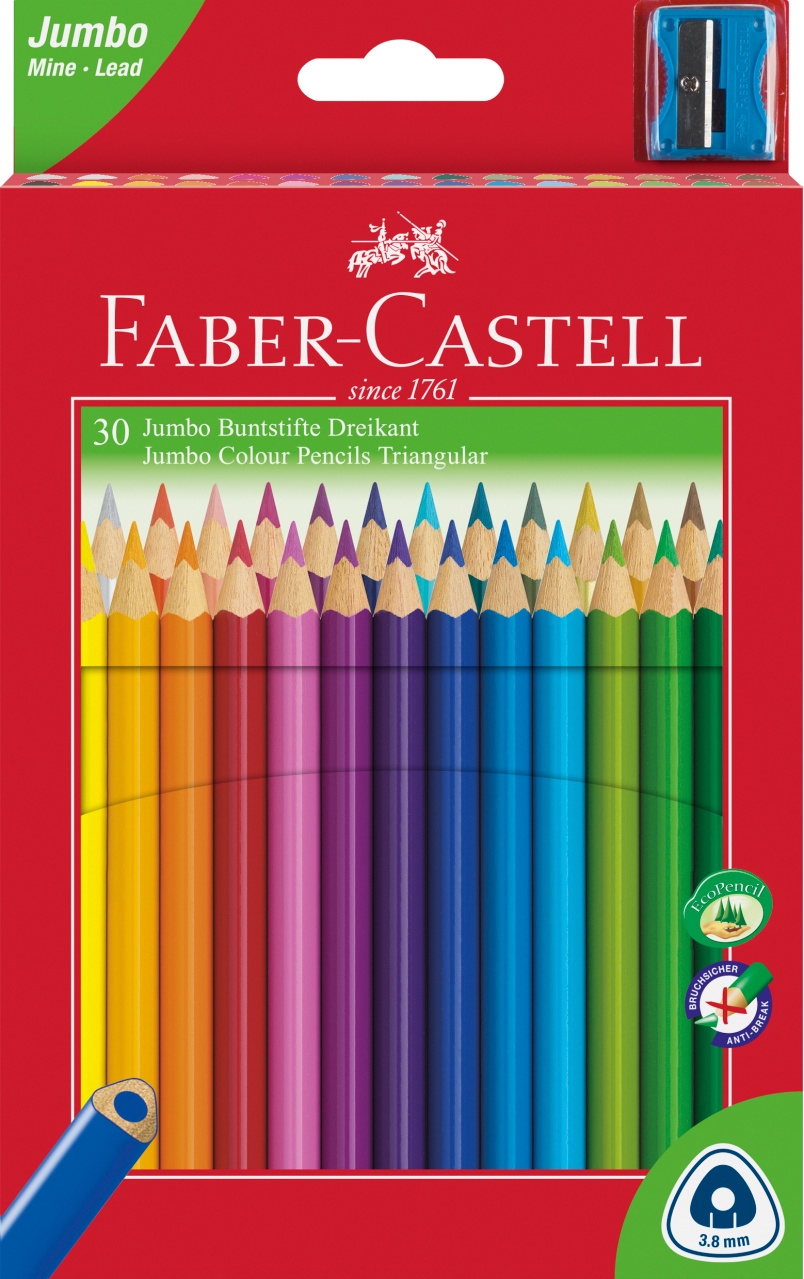 Jumbo
Mine · Lead
FABER-CASTELL
since 1761
30 Jumbo Buntstifte Dreikant
Jumbo Colour Pencils Triangular
EcoPencil
BRUCHSICHER
ANTI-BREAK
3.8 mm